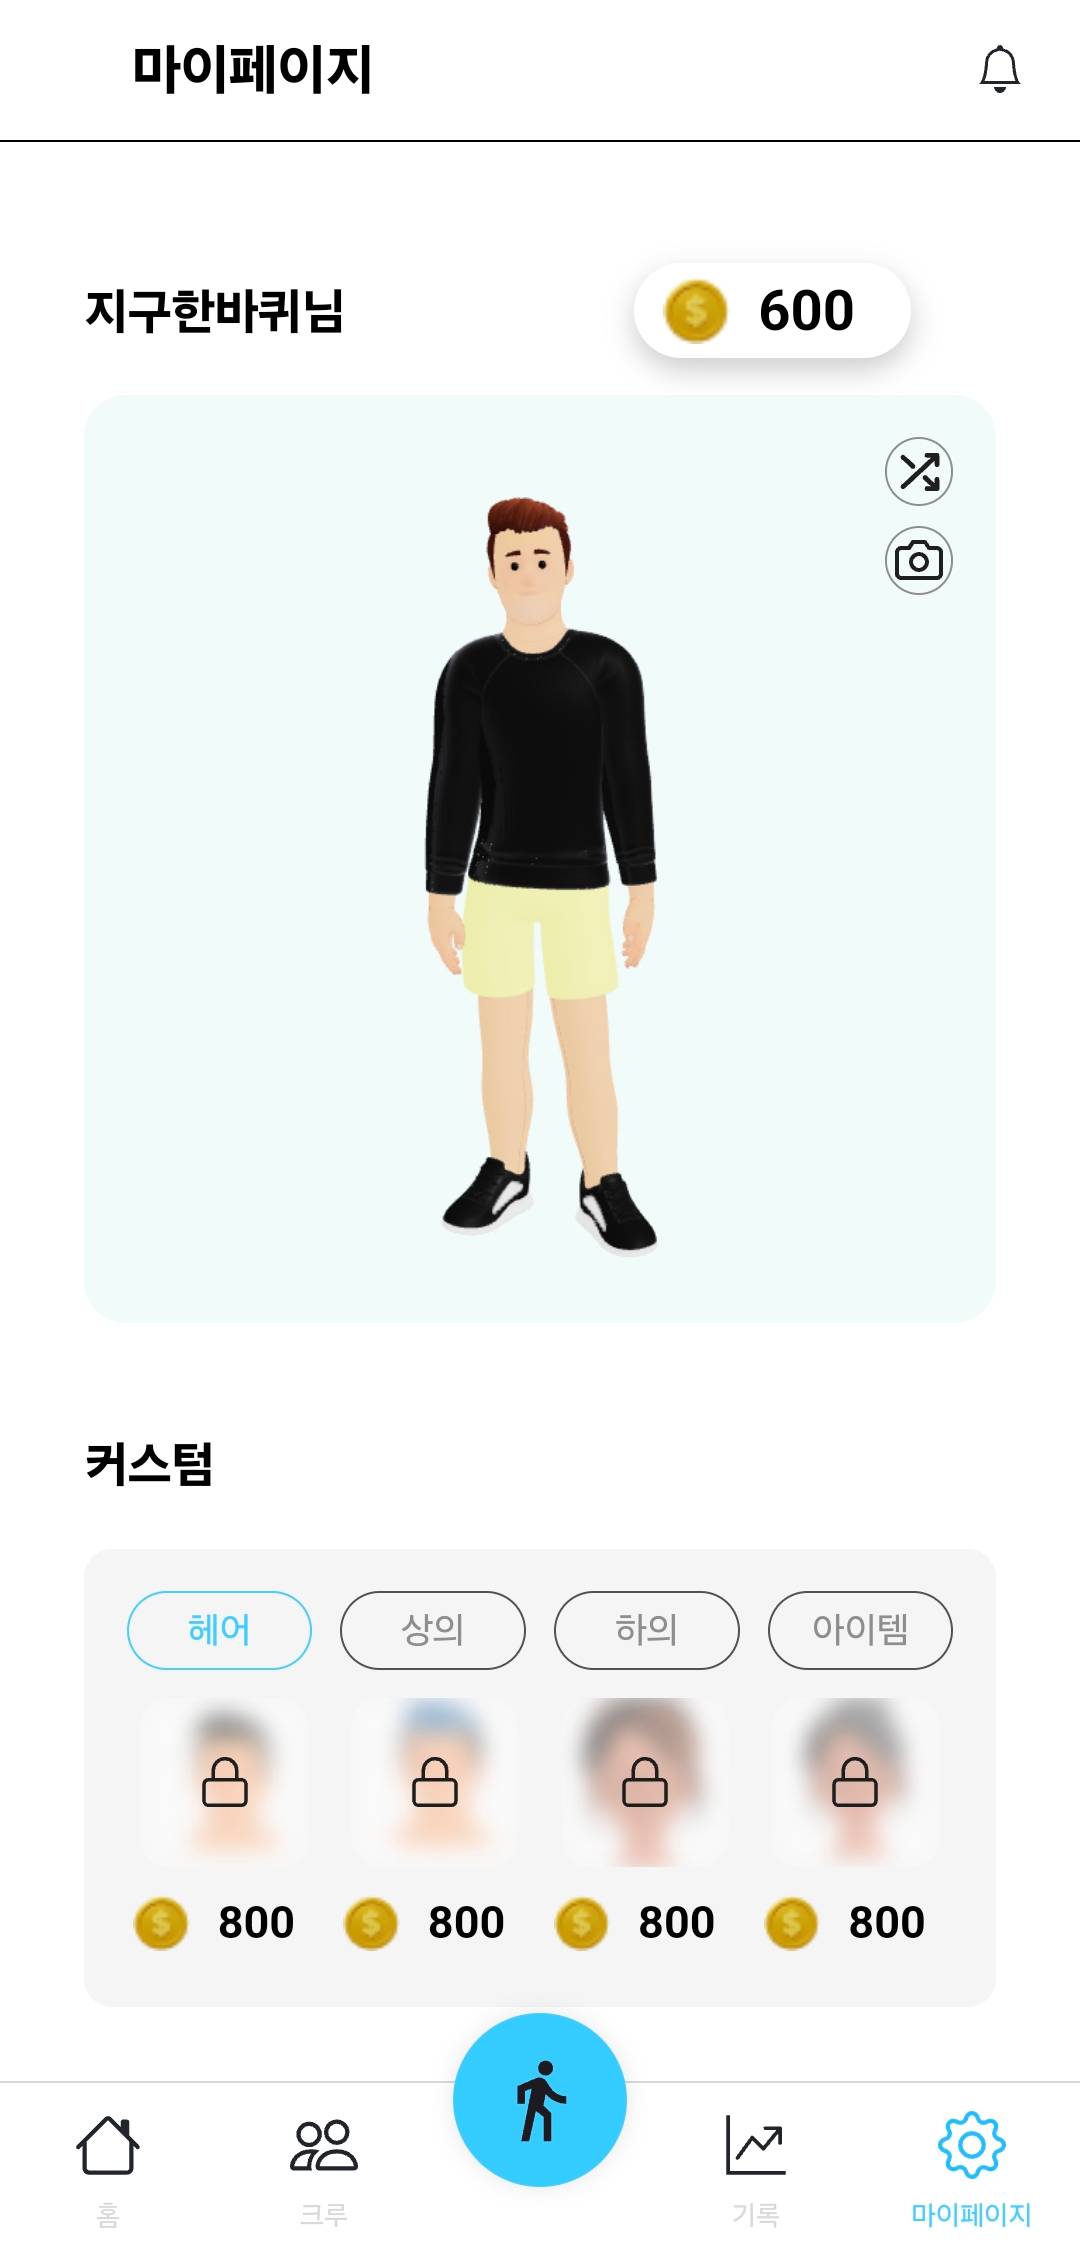 마이페이지
지구한바퀴님
600
커스텀
헤어 상의 하의 아이템
800 800 800 800
홈 크루 기록 마이페이지